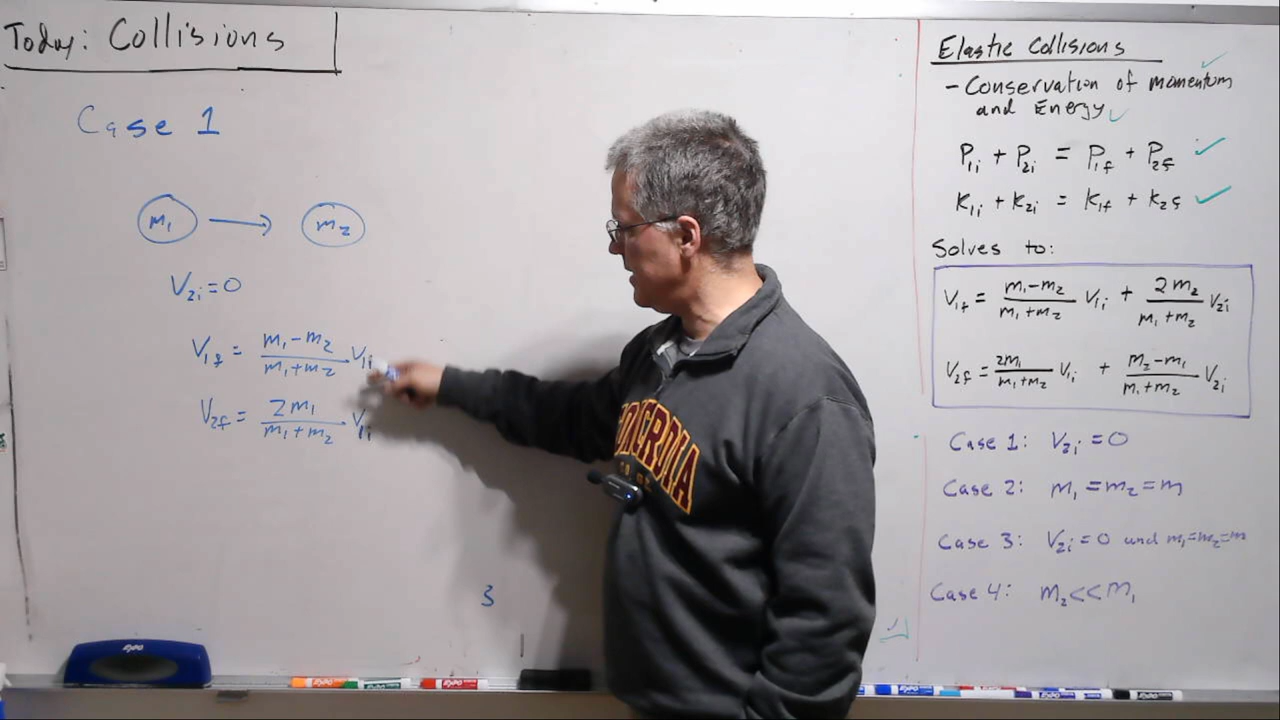 Today: Collisions
Case 1
m₁ → m₂
V₂ᵢ = 0
V₁f = (m₁ - m₂)/(m₁ + m₂) V₁ᵢ
V₂f = 2m₁/(m₁ + m₂) V₁ᵢ
3
EXPO
Elastic Collisions ✓
- Conservation of momentum
and Energy ✓
P₁ᵢ + P₂ᵢ = P₁f + P₂f ✓
K₁ᵢ + K₂ᵢ = K₁f + K₂f ✓
Solves to:
V₁f = (m₁ - m₂)/(m₁ + m₂) V₁ᵢ + 2m₂/(m₁ + m₂) V₂ᵢ
V₂f = 2m₁/(m₁ + m₂) V₁ᵢ + (m₂ - m₁)/(m₁ + m₂) V₂ᵢ
Case 1: V₂ᵢ = 0
Case 2: m₁ = m₂ = m
Case 3: V₂ᵢ = 0 and m₁ = m₂ = m
Case 4: m₂ << m₁